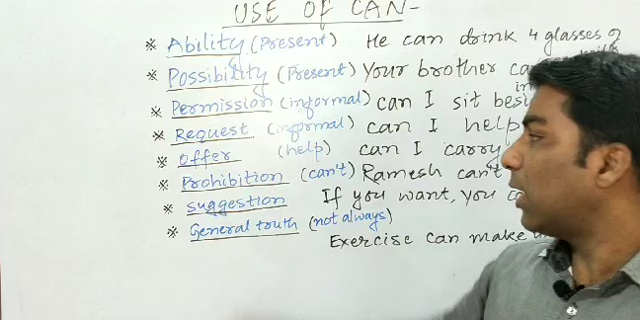 USE OF CAN-
* Ability (Present) He can drink 4 glasses of
milk
* Possibility (Present) Your brother can
in
* Permission (informal) can I sit besi
* Request (informal) can I help
* Offer (help) can I carry
* Prohibition (can't) Ramesh can't
* suggestion If you want, you
* General truth (not always)
Exercise can make